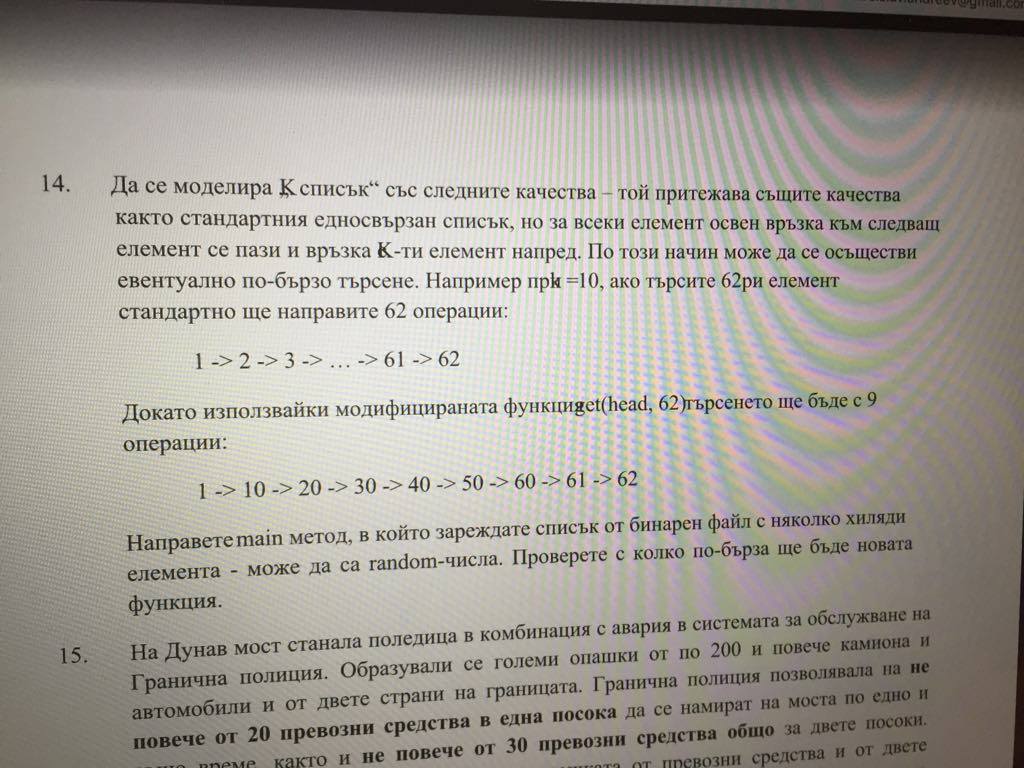 andreev@gmail.com
14. Да се моделира „K списък“ със следните качества – той притежава същите качества
както стандартния едносвързан списък, но за всеки елемент освен връзка към следващ
елемент се пази и връзка K-ти елемент напред. По този начин може да се осъществи
евентуално по-бързо търсене. Например при k =10, ако търсите 62ри елемент
стандартно ще направите 62 операции:
1 -> 2 -> 3 -> … -> 61 -> 62
Докато използвайки модифицираната функция get(head, 62) търсенето ще бъде с 9
операции:
1 -> 10 -> 20 -> 30 -> 40 -> 50 -> 60 -> 61 -> 62
Направете main метод, в който зареждате списък от бинарен файл с няколко хиляди
елемента - може да са random-числа. Проверете с колко по-бърза ще бъде новата
функция.
15. На Дунав мост станала поледица в комбинация с авария в системата за обслужване на
Гранична полиция. Образували се големи опашки от по 200 и повече камиона и
автомобили и от двете страни на границата. Гранична полиция позволявала на не
повече от 20 превозни средства в една посока да се намират на моста по едно и
време, както и не повече от 30 превозни средства общо за двете посоки.
от превозни средства и от двете